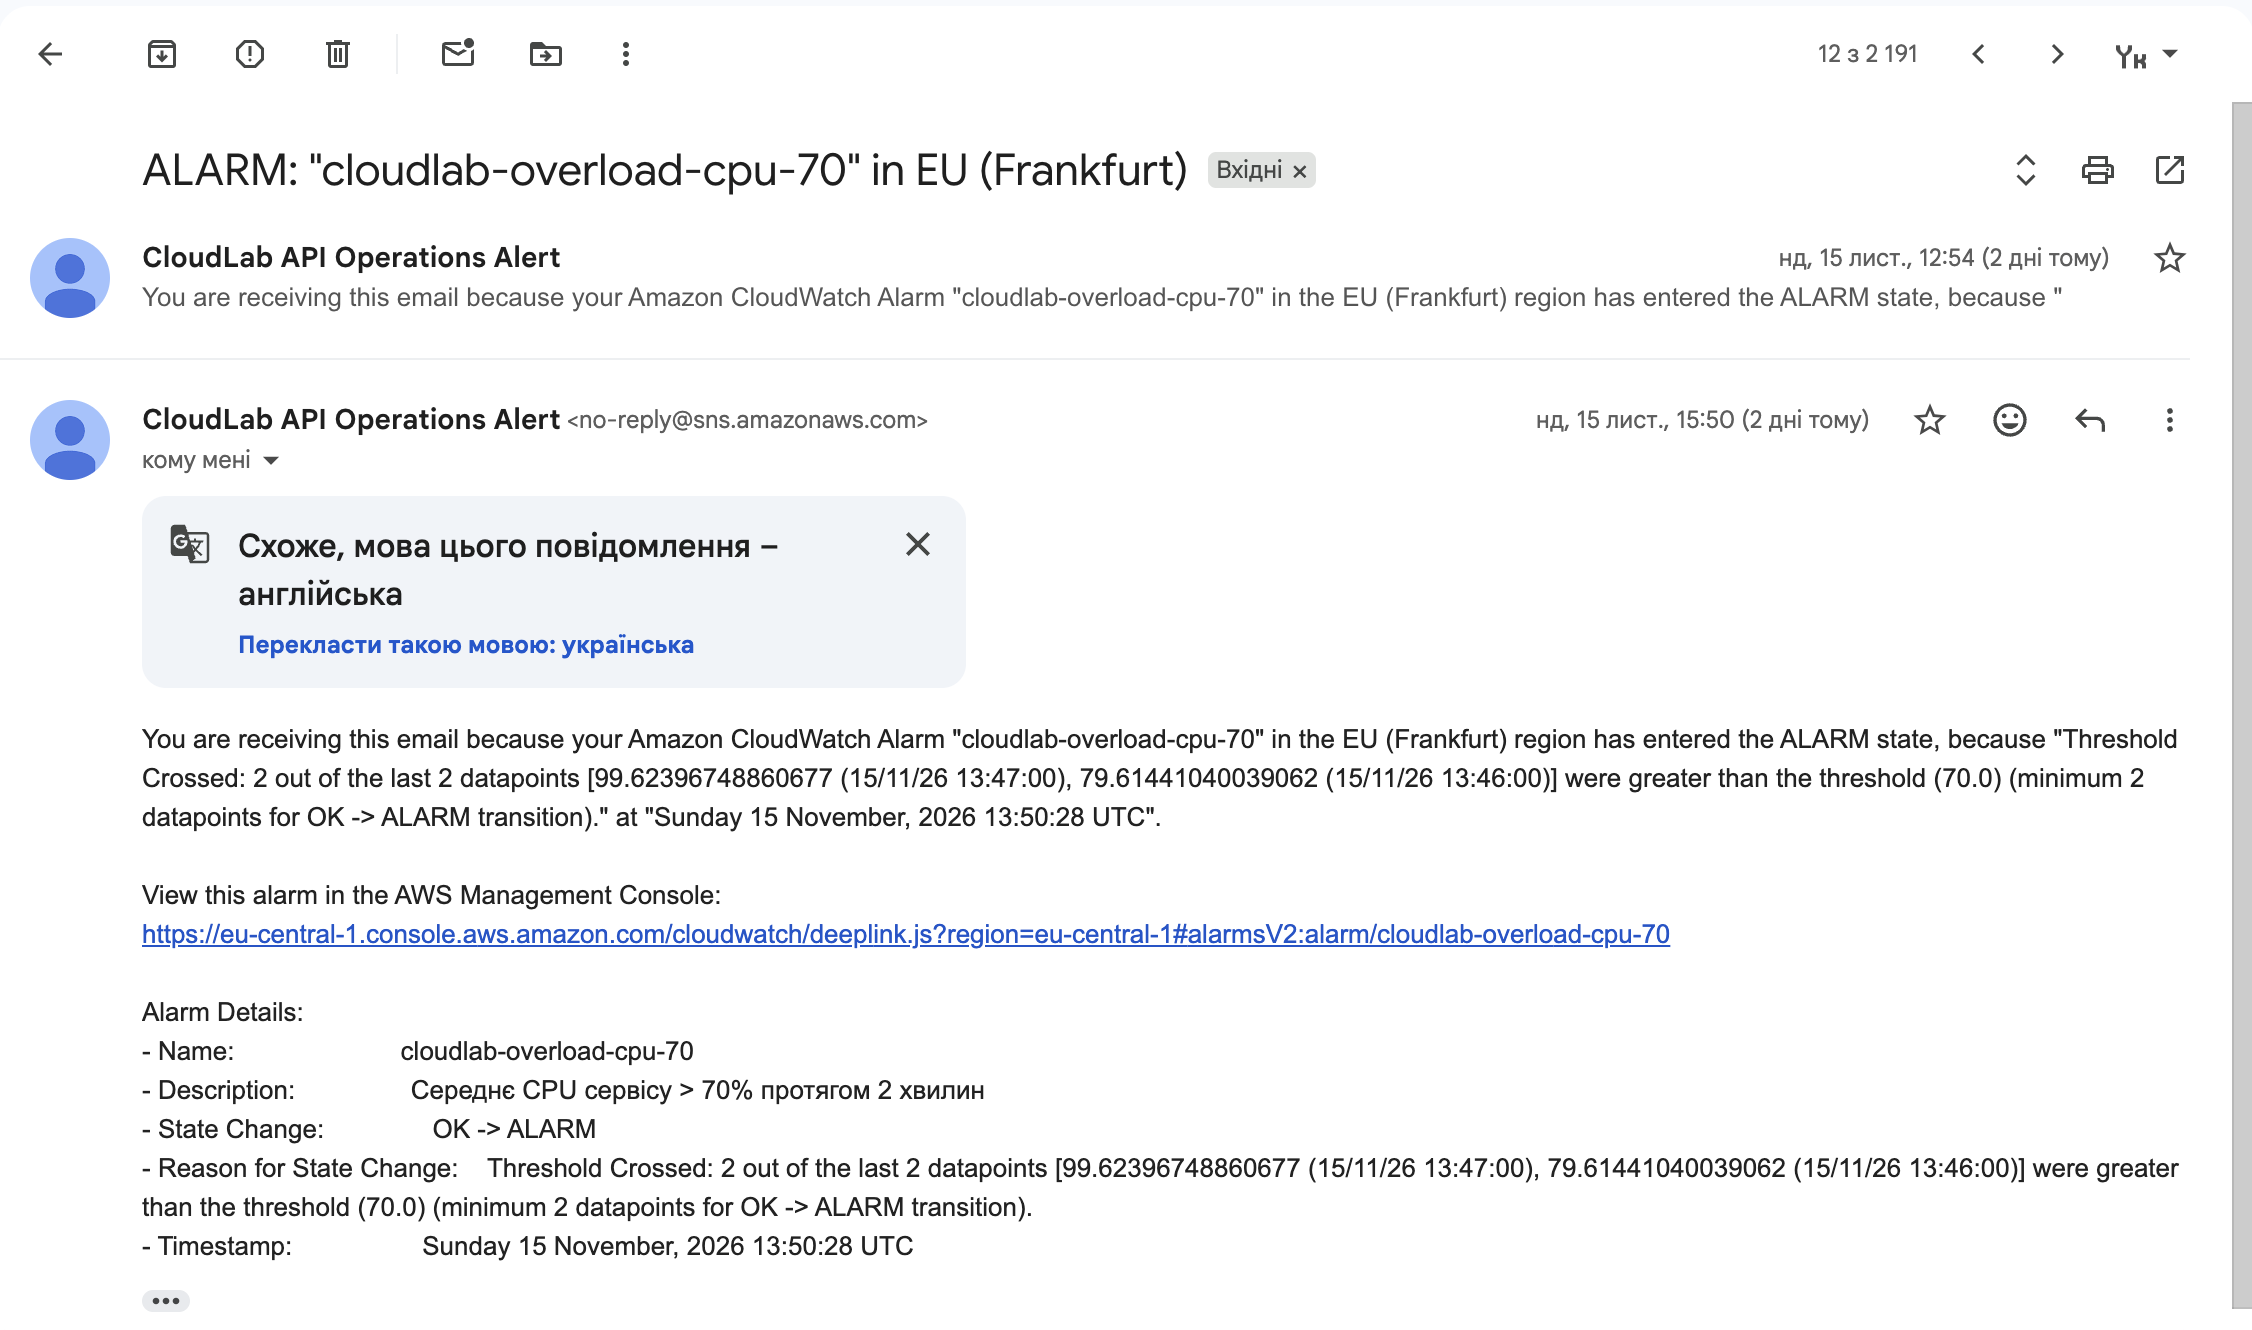 12 з 2 191
Ук
ALARM: "cloudlab-overload-cpu-70" in EU (Frankfurt) Вхідні ×
CloudLab API Operations Alert нд, 15 лист., 12:54 (2 дні тому)
You are receiving this email because your Amazon CloudWatch Alarm "cloudlab-overload-cpu-70" in the EU (Frankfurt) region has entered the ALARM state, because "
CloudLab API Operations Alert <no-reply@sns.amazonaws.com> нд, 15 лист., 15:50 (2 дні тому)
кому мені
Схоже, мова цього повідомлення –
англійська
Перекласти такою мовою: українська
You are receiving this email because your Amazon CloudWatch Alarm "cloudlab-overload-cpu-70" in the EU (Frankfurt) region has entered the ALARM state, because "Threshold
Crossed: 2 out of the last 2 datapoints [99.62396748860677 (15/11/26 13:47:00), 79.61441040039062 (15/11/26 13:46:00)] were greater than the threshold (70.0) (minimum 2
datapoints for OK -> ALARM transition)." at "Sunday 15 November, 2026 13:50:28 UTC".
View this alarm in the AWS Management Console:
https://eu-central-1.console.aws.amazon.com/cloudwatch/deeplink.js?region=eu-central-1#alarmsV2:alarm/cloudlab-overload-cpu-70
Alarm Details:
- Name: cloudlab-overload-cpu-70
- Description: Середнє CPU сервісу > 70% протягом 2 хвилин
- State Change: OK -> ALARM
- Reason for State Change: Threshold Crossed: 2 out of the last 2 datapoints [99.62396748860677 (15/11/26 13:47:00), 79.61441040039062 (15/11/26 13:46:00)] were greater
than the threshold (70.0) (minimum 2 datapoints for OK -> ALARM transition).
- Timestamp: Sunday 15 November, 2026 13:50:28 UTC